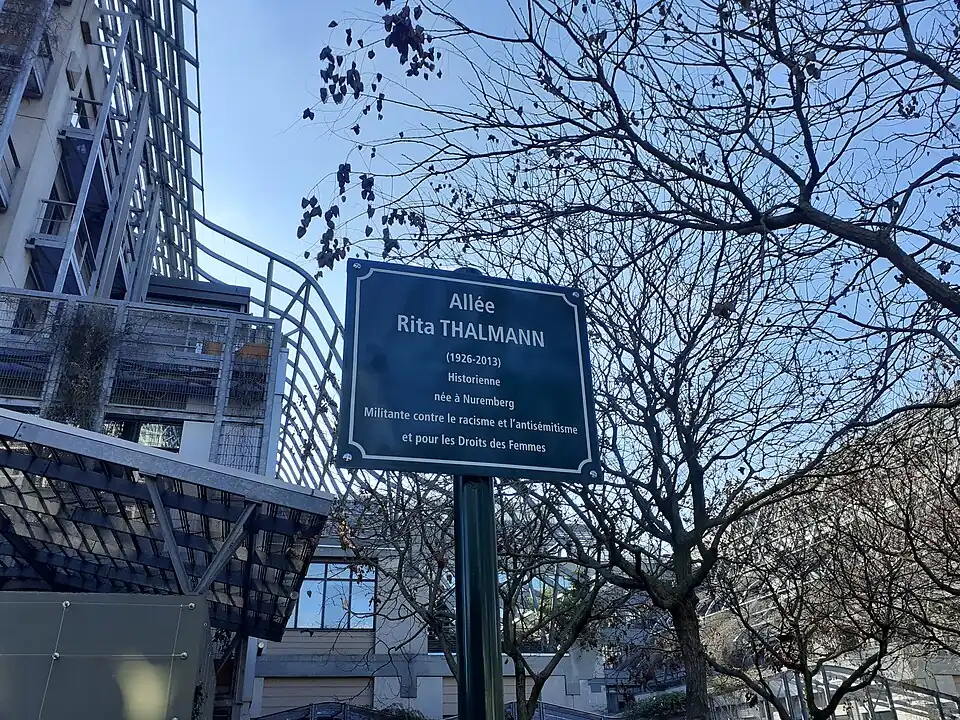 Allée
Rita THALMANN
(1926-2013)
Historienne
née à Nuremberg
Militante contre le racisme et l'antisémitisme
et pour les Droits des Femmes